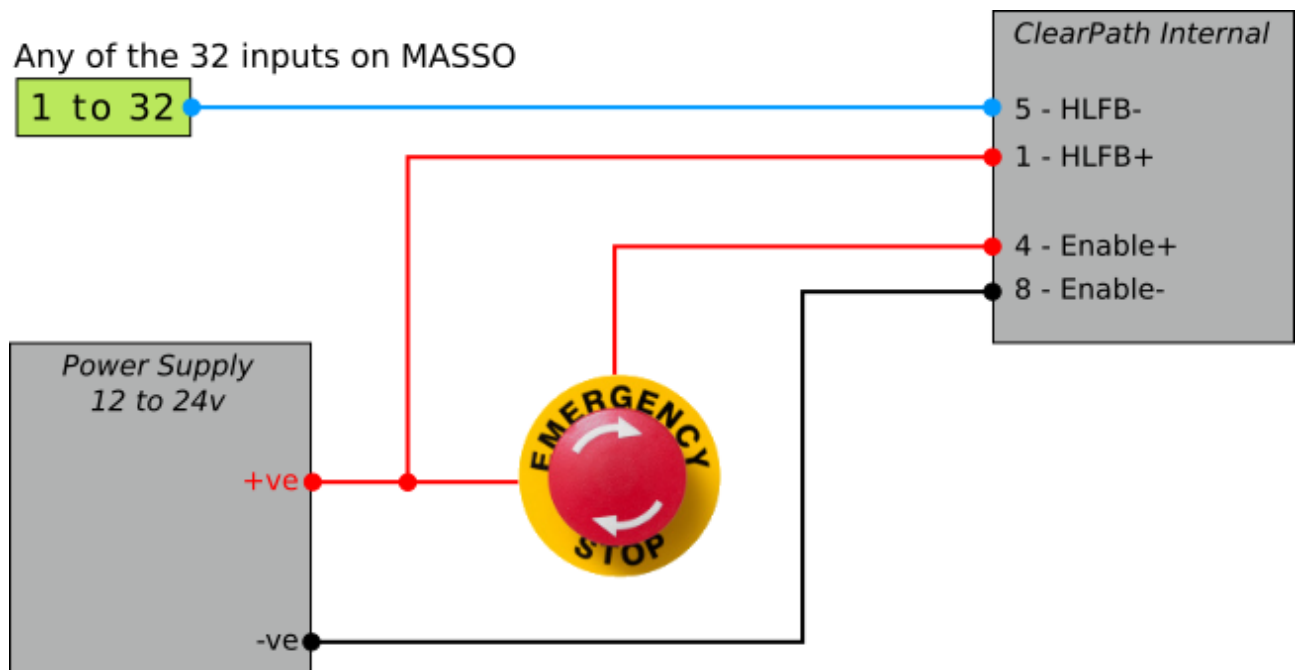 Any of the 32 inputs on MASSO
1 to 32
ClearPath Internal
5 - HLFB-
1 - HLFB+
4 - Enable+
8 - Enable-
Power Supply
12 to 24v
+ve
-ve
EMERGENCY
STOP